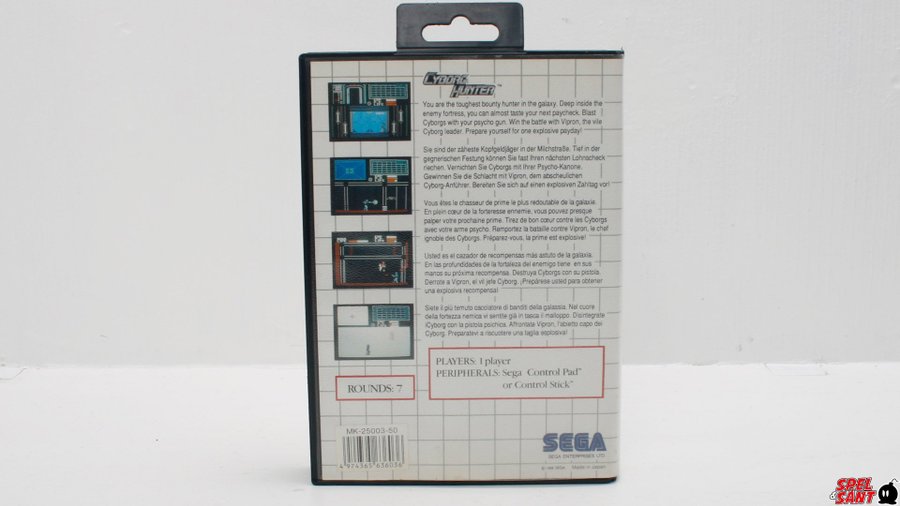 CYBORG
HUNTER™
You are the toughest bounty hunter in the galaxy. Deep inside the
enemy fortress, you can almost taste your next paycheck. Blast
Cyborgs with your psycho gun. Win the battle with Vipron, the vile
Cyborg leader. Prepare yourself for one explosive payday!
Sie sind der zäheste Kopfgeldjäger in der Milchstraße. Tief in der
gegnerischen Festung können Sie fast Ihren nächsten Lohnscheck
riechen. Vernichten Sie Cyborgs mit Ihrer Psycho-Kanone.
Gewinnen Sie die Schlacht mit Vipron, dem abscheulichen
Cyborg-Anführer. Bereiten Sie sich auf einen explosiven Zahltag vor!
Vous êtes le chasseur de prime le plus redoutable de la galaxie.
En plein cœur de la forteresse ennemie, vous pouvez presque
palper votre prochaine prime. Tirez de bon cœur contre les Cyborgs
avec votre arme psycho. Remportez la bataille contre Vipron, le chef
ignoble des Cyborgs. Préparez-vous, la prime est explosive!
Usted es el cazador de recompensas más astuto de la galaxia.
En las profundidades de la fortaleza del enemigo tiene en sus
manos su próxima recompensa. Destruya Cyborgs con su pistola.
Derrote a Vipron, el vil jefe Cyborg. ¡Prepárese usted para obtener
una explosiva recompensa!
Siete il più temuto cacciatore di banditi della galassia. Nel cuore
della fortezza nemica vi sentite già in tasca il malloppo. Disintegrate
i Cyborg con la pistola psichica. Affrontate Vipron, l'abietto capo dei
Cyborg. Preparatevi a riscuotere una taglia esplosiva!
PLAYERS: 1 player
PERIPHERALS: Sega Control Pad™
or Control Stick™
ROUNDS: 7
MK-25003-50
4 974365 636036
SEGA
SEGA ENTERPRISES LTD.
Made in Japan
SPEL
SANT